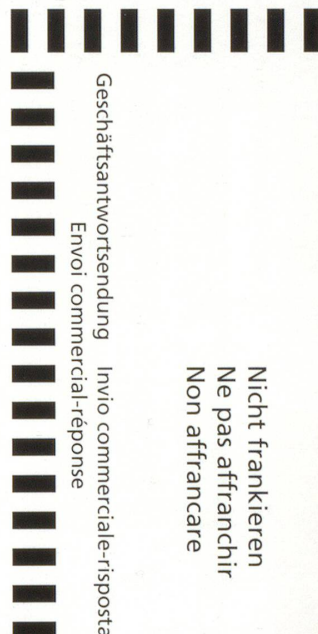 Nicht frankieren
Ne pas affranchir
Non affrancare
Geschäftsantwortsendung Invio commerciale-risposta
Envoi commercial-réponse